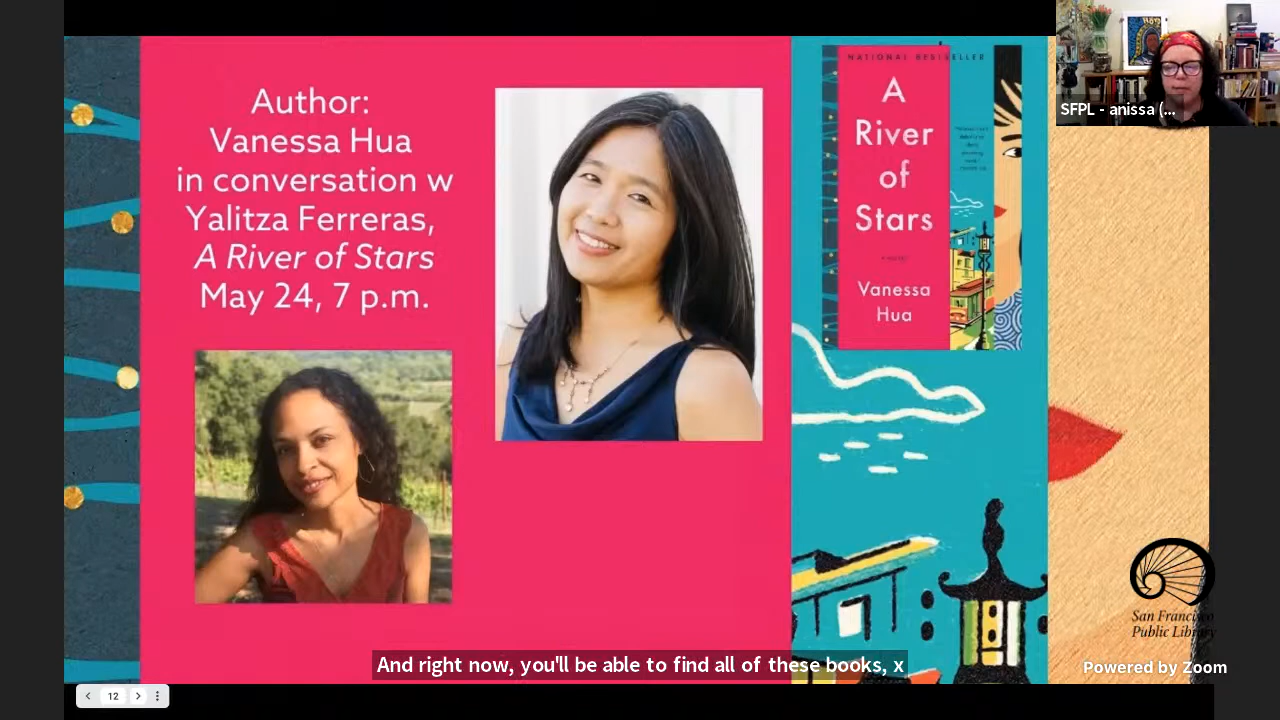 Author:
Vanessa Hua
in conversation w
Yalitza Ferreras,
A River of Stars
May 24, 7 p.m.
NATIONAL BESTSELLER
A
River
of
Stars
Vanessa
Hua
SFPL - anissa (...
San Francisco
Public Library
And right now, you'll be able to find all of these books, x
Powered by Zoom
12